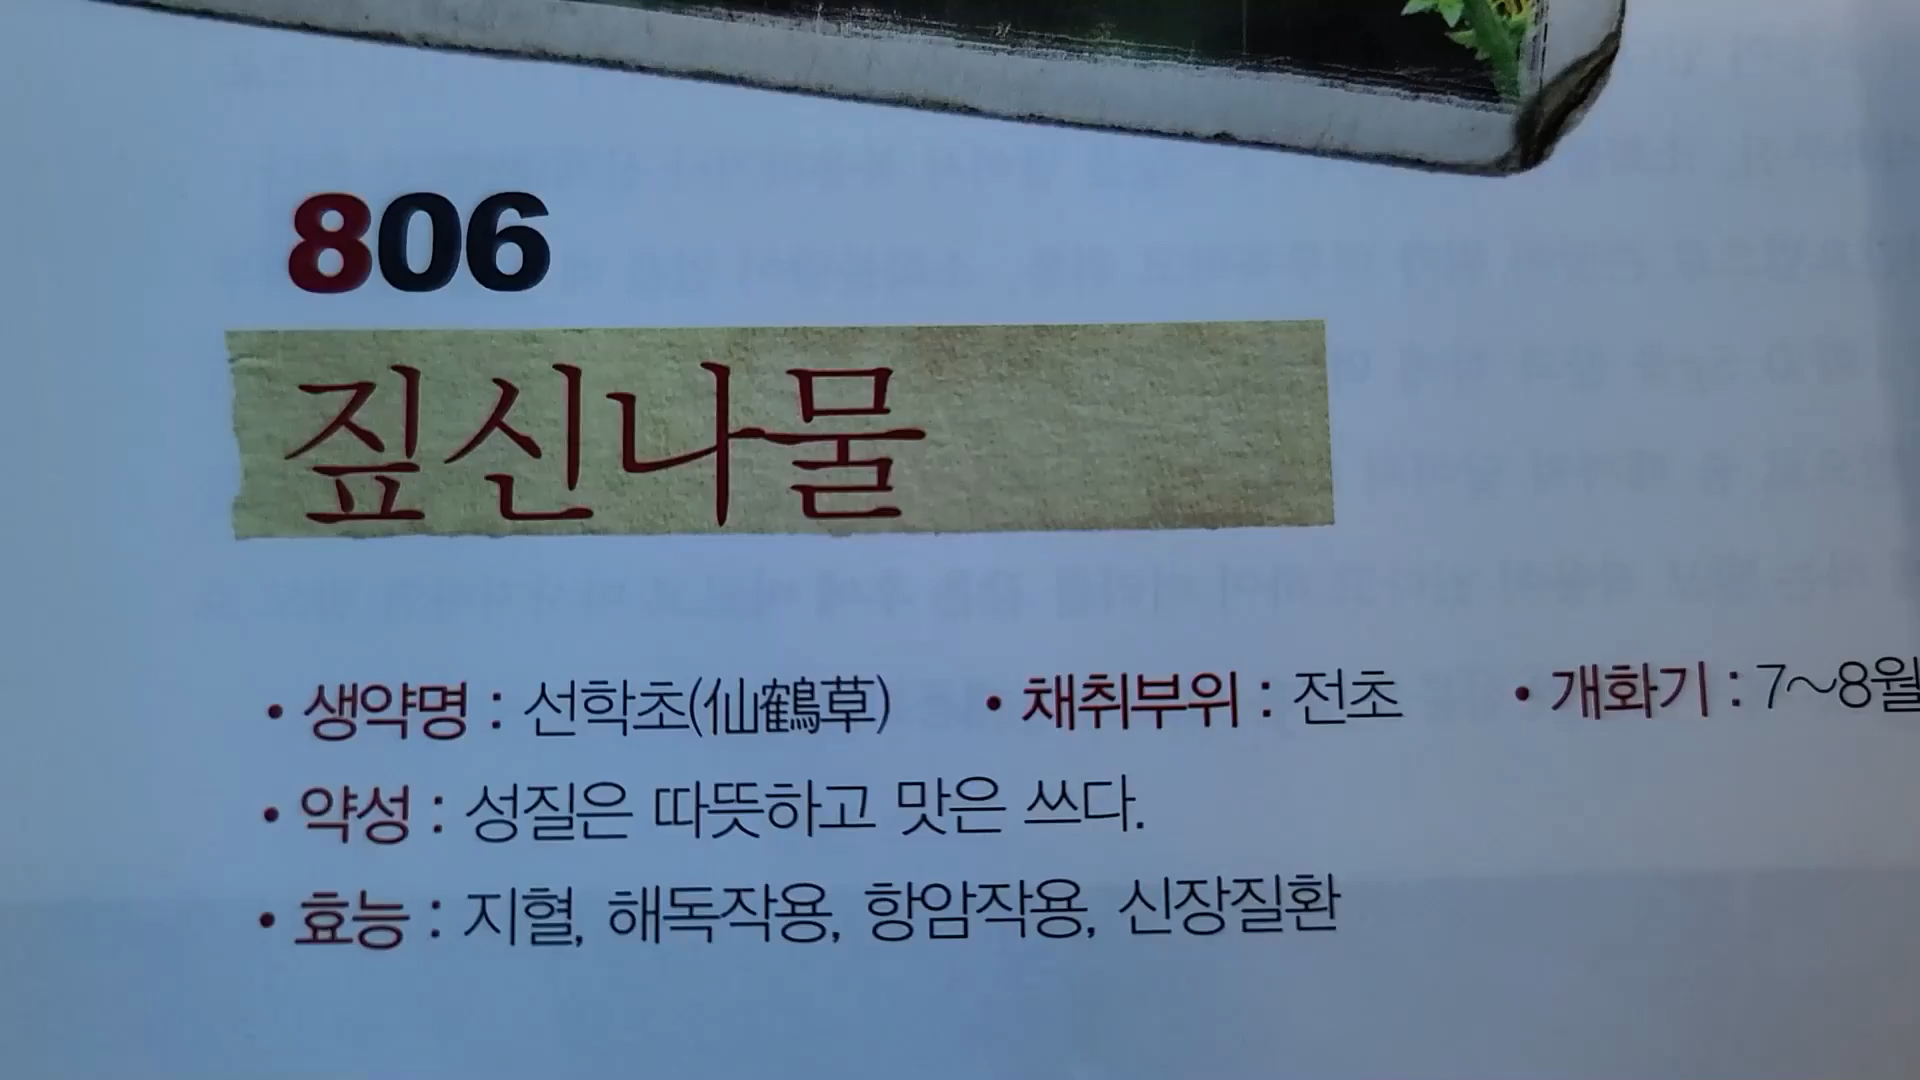 806
짚신나물
• 생약명 : 선학초(仙鶴草) • 채취부위 : 전초 • 개화기 : 7~8월
• 약성 : 성질은 따뜻하고 맛은 쓰다.
• 효능 : 지혈, 해독작용, 항암작용, 신장질환